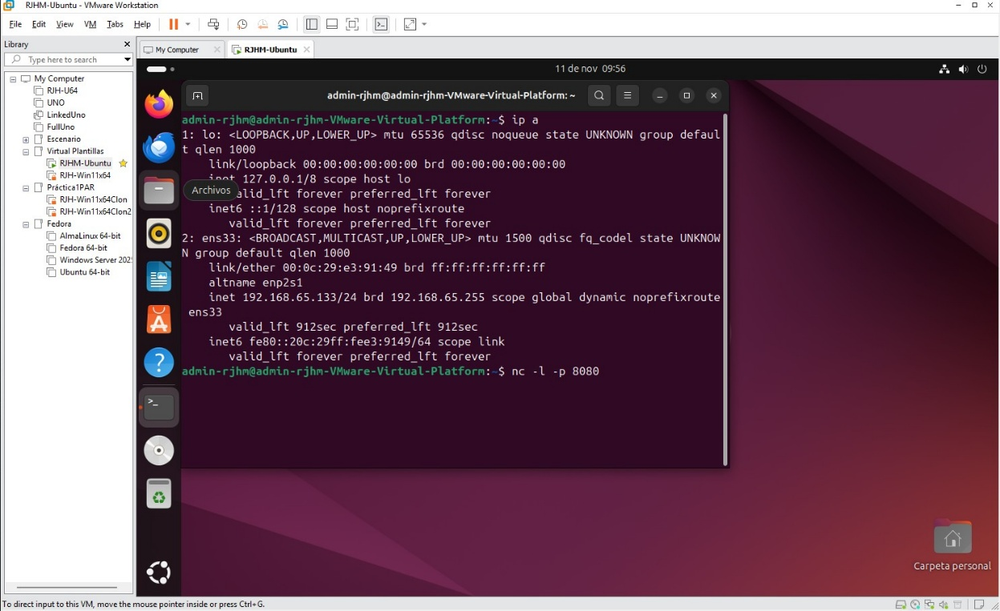 RJHM-Ubuntu - VMware Workstation
File Edit View VM Tabs Help
Library
Type here to search
My Computer
RJH-U64
UNO
LinkedUno
FullUno
Escenario
Virtual Plantillas
RJHM-Ubuntu
RJH-Win11x64
Práctica1PAR
RJH-Win11x64Clon
RJH-Win11x64Clon2
Fedora
AlmaLinux 64-bit
Fedora 64-bit
Windows Server 202
Ubuntu 64-bit
My Computer
RJHM-Ubuntu
11 de nov 09:56
admin-rjhm@admin-rjhm-VMware-Virtual-Platform: ~
admin-rjhm@admin-rjhm-VMware-Virtual-Platform:~$ ip a
1: lo: <LOOPBACK,UP,LOWER_UP> mtu 65536 qdisc noqueue state UNKNOWN group defaul
t qlen 1000
link/loopback 00:00:00:00:00:00 brd 00:00:00:00:00:00
inet 127.0.0.1/8 scope host lo
Archivos
alid_lft forever preferred_lft forever
inet6 ::1/128 scope host noprefixroute
valid_lft forever preferred_lft forever
2: ens33: <BROADCAST,MULTICAST,UP,LOWER_UP> mtu 1500 qdisc fq_codel state UNKNOW
N group default qlen 1000
link/ether 00:0c:29:e3:91:49 brd ff:ff:ff:ff:ff:ff
altname enp2s1
inet 192.168.65.133/24 brd 192.168.65.255 scope global dynamic noprefixroute
ens33
valid_lft 912sec preferred_lft 912sec
inet6 fe80::20c:29ff:fee3:9149/64 scope link
valid_lft forever preferred_lft forever
admin-rjhm@admin-rjhm-VMware-Virtual-Platform:~$ nc -l -p 8080
Carpeta personal
To direct input to this VM, move the mouse pointer inside or press Ctrl+G.